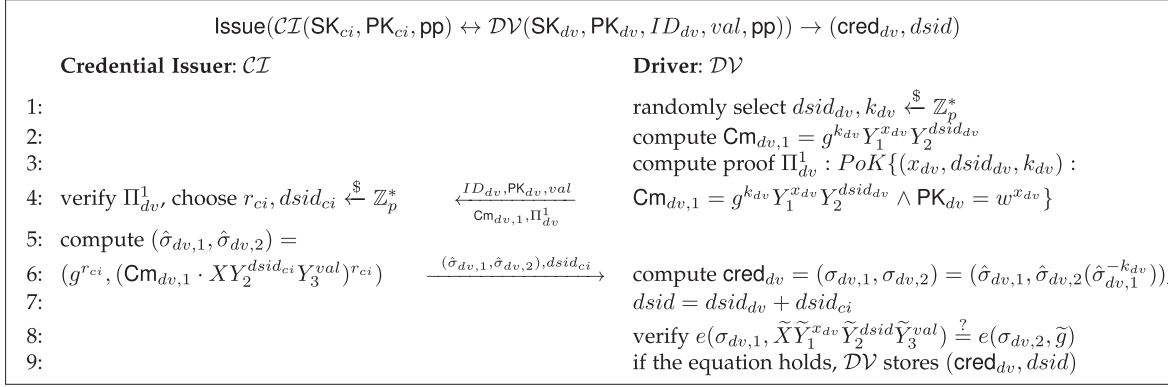 Issue(𝒞ℐ(SK_{ci}, PK_{ci}, pp) ↔ 𝒟𝒱(SK_{dv}, PK_{dv}, ID_{dv}, val, pp)) → (cred_{dv}, dsid)
Credential Issuer: 𝒞ℐ Driver: 𝒟𝒱
1: randomly select dsid_{dv}, k_{dv} ←$ ℤ_p^*
2: compute Cm_{dv,1} = g^{k_{dv}} Y_1^{x_{dv}} Y_2^{dsid_{dv}}
3: compute proof Π_{dv}^1 : PoK{(x_{dv}, dsid_{dv}, k_{dv}) :
4: verify Π_{dv}^1, choose r_{ci}, dsid_{ci} ←$ ℤ_p^* ID_{dv},PK_{dv},val ← Cm_{dv,1},Π_{dv}^1 Cm_{dv,1} = g^{k_{dv}} Y_1^{x_{dv}} Y_2^{dsid_{dv}} ∧ PK_{dv} = w^{x_{dv}}}
5: compute (σ̂_{dv,1}, σ̂_{dv,2}) =
6: (g^{r_{ci}}, (Cm_{dv,1} · XY_2^{dsid_{ci}} Y_3^{val})^{r_{ci}}) (σ̂_{dv,1},σ̂_{dv,2}),dsid_{ci} → compute cred_{dv} = (σ_{dv,1}, σ_{dv,2}) = (σ̂_{dv,1}, σ̂_{dv,2}(σ̂_{dv,1}^{-k_{dv}})),
7: dsid = dsid_{dv} + dsid_{ci}
8: verify e(σ_{dv,1}, X̃Ỹ_1^{x_{dv}} Ỹ_2^{dsid} Ỹ_3^{val}) ≟ e(σ_{dv,2}, g̃)
9: if the equation holds, 𝒟𝒱 stores (cred_{dv}, dsid)